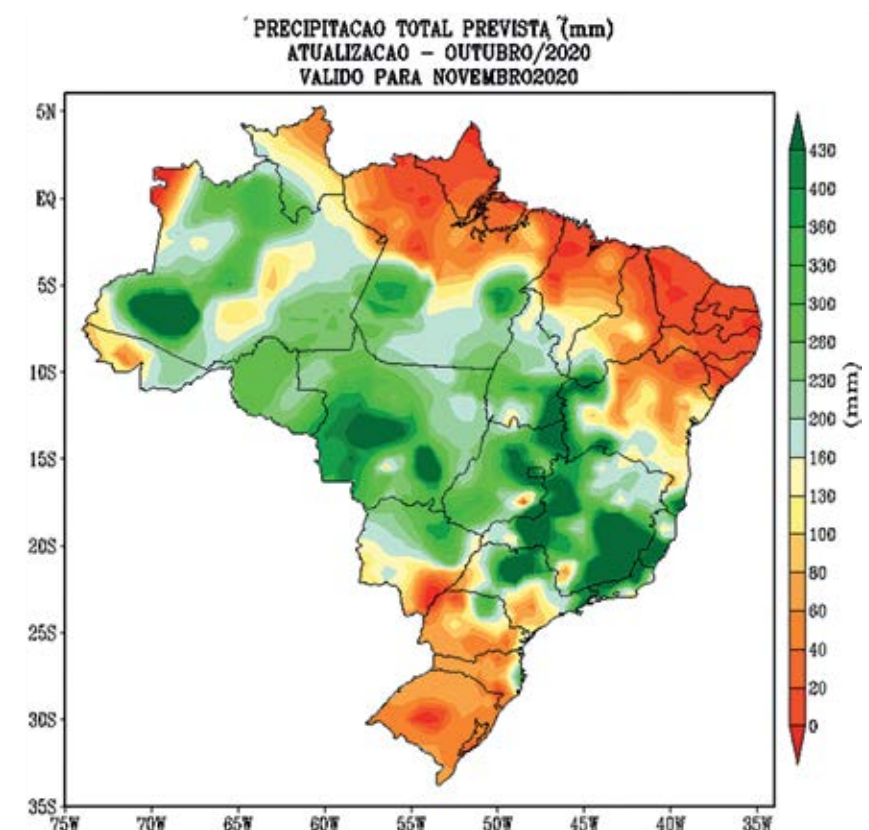 PRECIPITACAO TOTAL PREVISTA (mm)
ATUALIZACAO - OUTUBRO/2020
VALIDO PARA NOVEMBRO2020
5N
EQ
5S
10S
15S
20S
25S
30S
35S
75W 70W 65W 60W 55W 50W 45W 40W 35W
430
400
360
330
300
280
230
200
160
130
100
80
60
40
20
0
(mm)